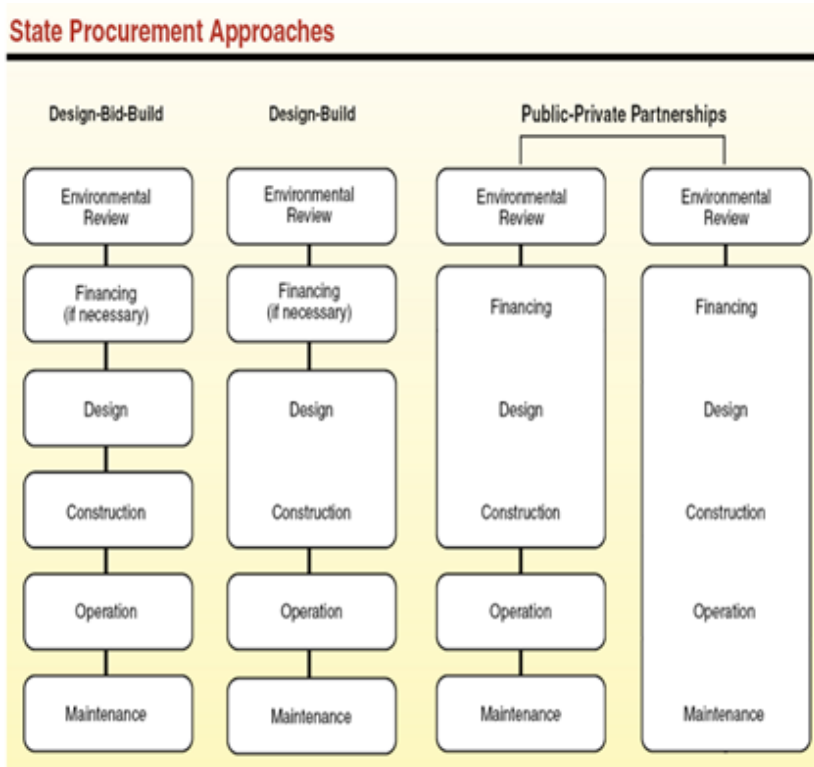 State Procurement Approaches
Design-Bid-Build
Design-Build
Public-Private Partnerships
Environmental
Review
Financing
(if necessary)
Design
Construction
Operation
Maintenance
Environmental
Review
Financing
(if necessary)
Design
Construction
Operation
Maintenance
Environmental
Review
Financing
Design
Construction
Operation
Maintenance
Environmental
Review
Financing
Design
Construction
Operation
Maintenance